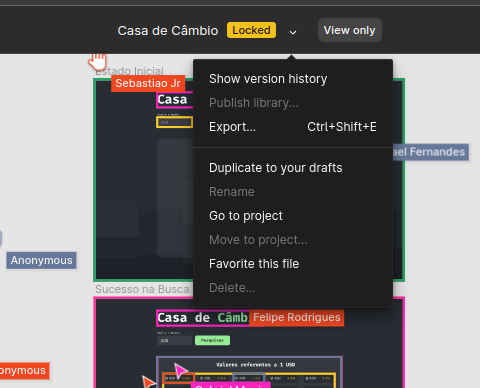 Casa de Câmbio Locked View only
Estado Inicial
Sebastiao Jr
Casa
Show version history
Publish library...
Export... Ctrl+Shift+E
ael Fernandes
Duplicate to your drafts
Rename
Go to project
Move to project...
Anonymous
Favorite this file
Delete...
Sucesso na Busca
Casa de Câmb
Felipe Rodrigues
USD
Pesquisar
Valores referentes a 1 USD
nonymous